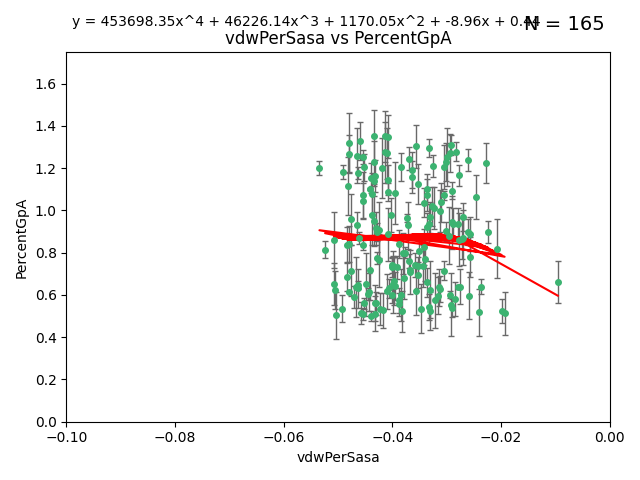 y = 453698.35x^4 + 46226.14x^3 + 1170.05x^2 + -8.96x + 0.44
N = 165
vdwPerSasa vs PercentGpA
PercentGpA
1.6
1.4
1.2
1.0
0.8
0.6
0.4
0.2
0.0
−0.10 −0.08 −0.06 −0.04 −0.02 0.00
vdwPerSasa